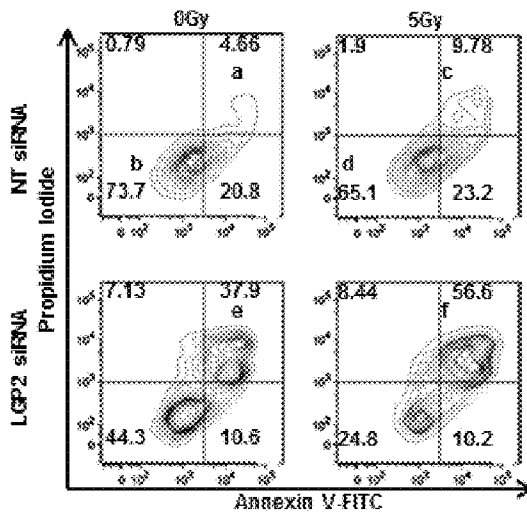 0Gy 5Gy
0.79 4.66 1.9 9.78
a c
b d
73.7 20.8 65.1 23.2
NT siRNA
Propidium Iodide
7.13 37.9 8.44 56.6
e f
44.3 10.6 24.8 10.2
LGP2 siRNA
Annexin V-FITC